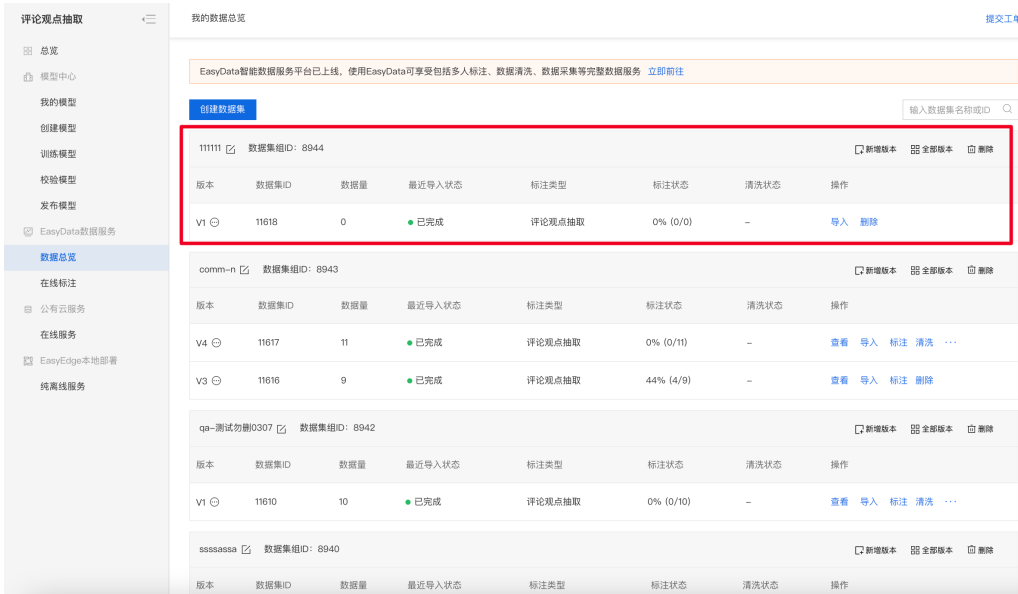 评论观点抽取
总览
模型中心
我的模型
创建模型
训练模型
校验模型
发布模型
EasyData数据服务
数据总览
在线标注
公有云服务
在线服务
EasyEdge本地部署
纯离线服务
我的数据总览 提交工单
EasyData智能数据服务平台已上线，使用EasyData可享受包括多人标注、数据清洗、数据采集等完整数据服务 立即前往
创建数据集 输入数据集名称或ID
111111 数据集组ID: 8944 新增版本 全部版本 删除
版本 数据集ID 数据量 最近导入状态 标注类型 标注状态 清洗状态 操作
V1 11618 0 已完成 评论观点抽取 0% (0/0) – 导入 删除
comm-n 数据集组ID: 8943 新增版本 全部版本 删除
版本 数据集ID 数据量 最近导入状态 标注类型 标注状态 清洗状态 操作
V4 11617 11 已完成 评论观点抽取 0% (0/11) – 查看 导入 标注 清洗 ···
V3 11616 9 已完成 评论观点抽取 44% (4/9) – 查看 导入 标注 删除
qa-测试勿删0307 数据集组ID: 8942 新增版本 全部版本 删除
版本 数据集ID 数据量 最近导入状态 标注类型 标注状态 清洗状态 操作
V1 11610 10 已完成 评论观点抽取 0% (0/10) – 查看 导入 标注 清洗 ···
ssssassa 数据集组ID: 8940 新增版本 全部版本 删除
版本 数据集ID 数据量 最近导入状态 标注类型 标注状态 清洗状态 操作